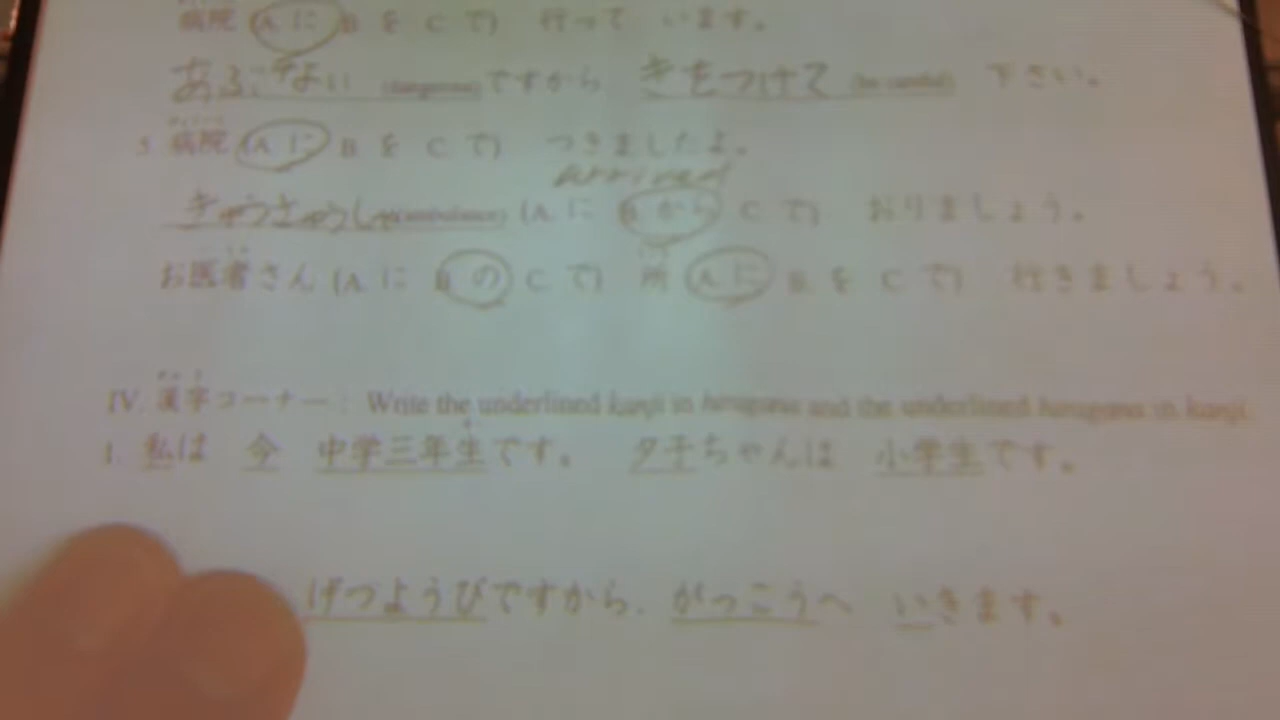 病院 (A に B を C で) 行って います。
あぶない (dangerous) ですから きをつけて (be careful) 下さい。
5 病院 (A に B を C で) つきましたよ。
arrived
きゅうきゅうしゃ (ambulance) (A に B から C で) おりましょう。
お医者さん (A に B の C で) 所 (A に B を C で) 行きましょう。
IV. 漢字コーナー : Write the underlined kanji in hiragana and the underlined hiragana in kanji.
1. 私は 今 中学三年生です。 夕子ちゃんは 小学生です。
げつようびですから、がっこうへ いきます。